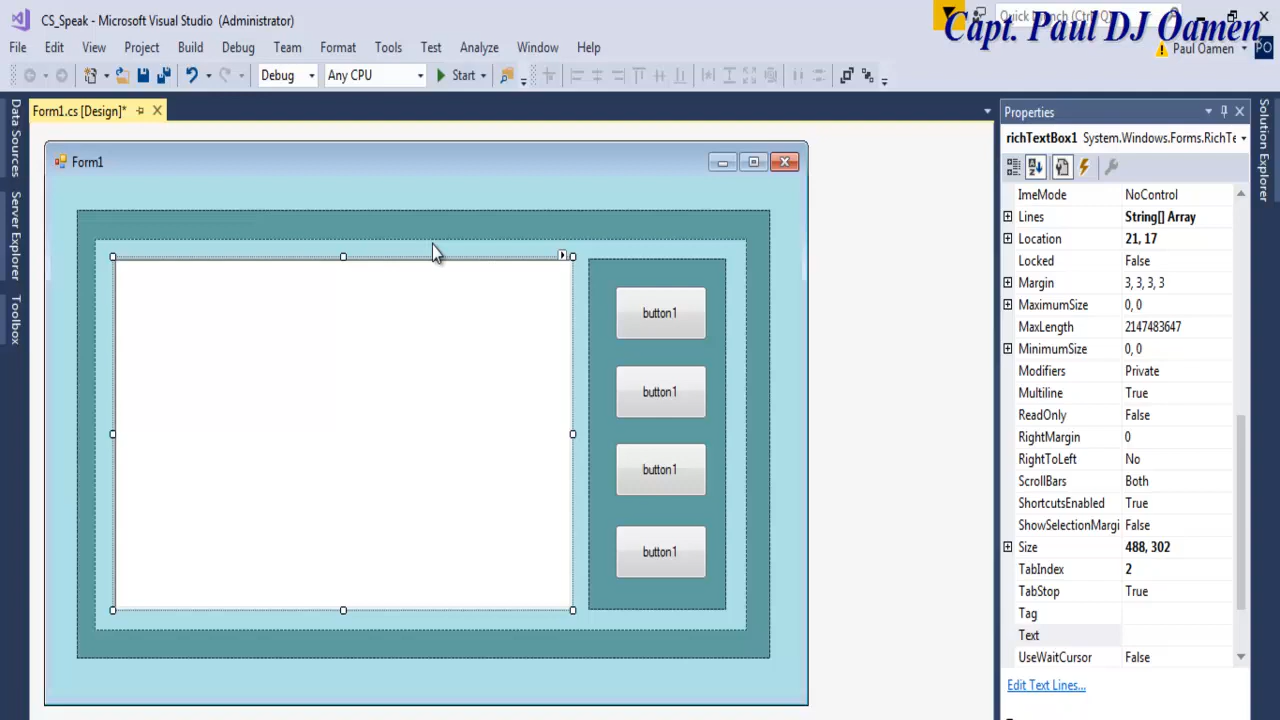 CS_Speak - Microsoft Visual Studio (Administrator)
Quick Launch (Ctrl+Q)
Capt. Paul DJ Oamen
File Edit View Project Build Debug Team Format Tools Test Analyze Window Help
Paul Oamen
PO
Debug Any CPU Start
Form1.cs [Design]*
Data Sources
Server Explorer
Toolbox
Form1
button1
button1
button1
button1
Properties
richTextBox1 System.Windows.Forms.RichTe
ImeMode NoControl
Lines String[] Array
Location 21, 17
Locked False
Margin 3, 3, 3, 3
MaximumSize 0, 0
MaxLength 2147483647
MinimumSize 0, 0
Modifiers Private
Multiline True
ReadOnly False
RightMargin 0
RightToLeft No
ScrollBars Both
ShortcutsEnabled True
ShowSelectionMargi False
Size 488, 302
TabIndex 2
TabStop True
Tag
Text
UseWaitCursor False
Edit Text Lines...
Solution Explorer